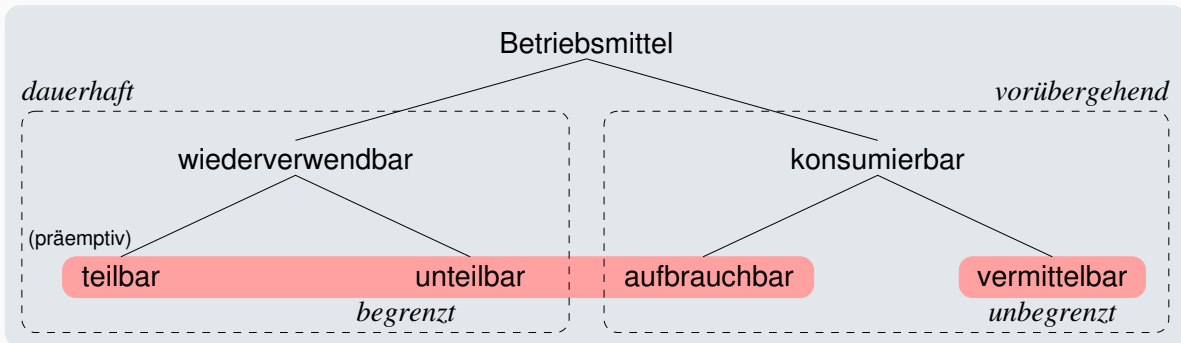 Betriebsmittel
dauerhaft vorübergehend
wiederverwendbar konsumierbar
(präemptiv)
teilbar unteilbar aufbrauchbar vermittelbar
begrenzt unbegrenzt